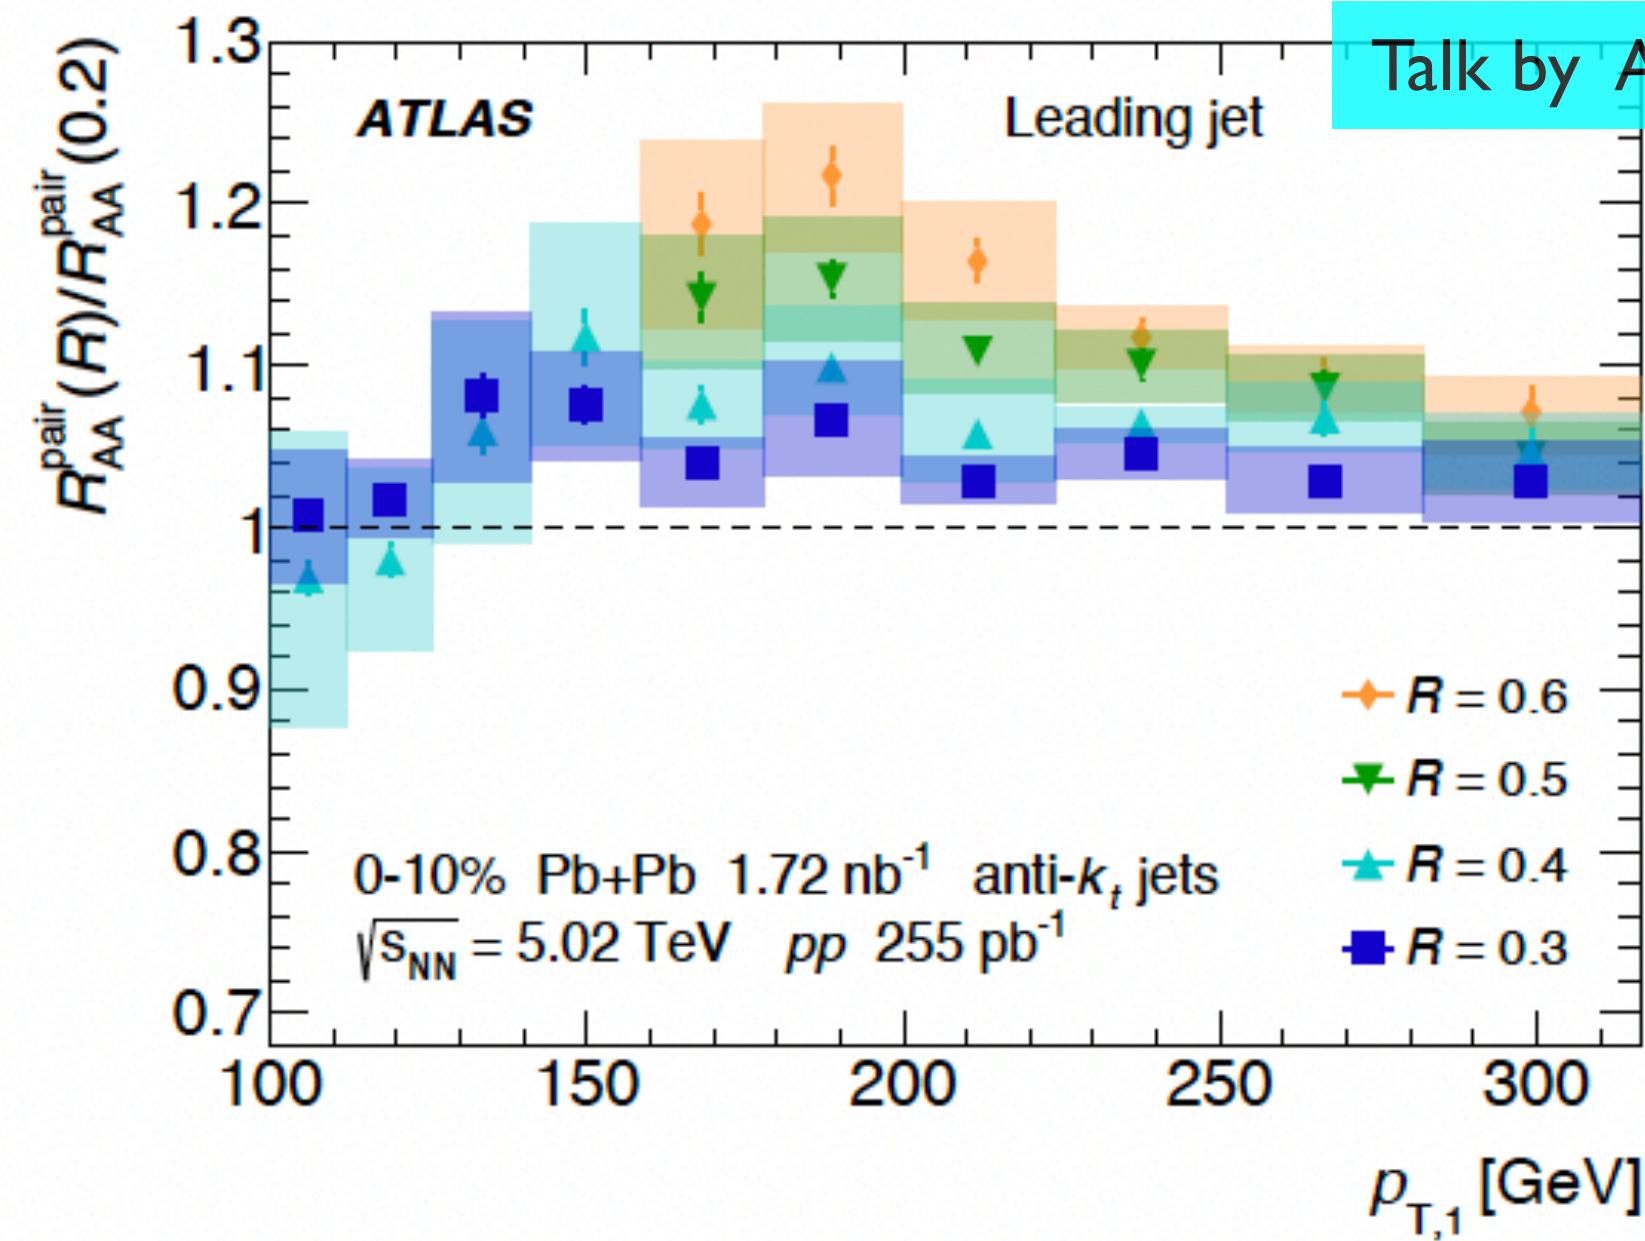 Talk by A
R_AA^pair(R)/R_AA^pair(0.2)
1.3
1.2
1.1
1
0.9
0.8
0.7
ATLAS
Leading jet
R = 0.6
R = 0.5
R = 0.4
R = 0.3
0-10% Pb+Pb 1.72 nb⁻¹ anti-kₜ jets
√s_NN = 5.02 TeV pp 255 pb⁻¹
100 150 200 250 300
p_T,1 [GeV]